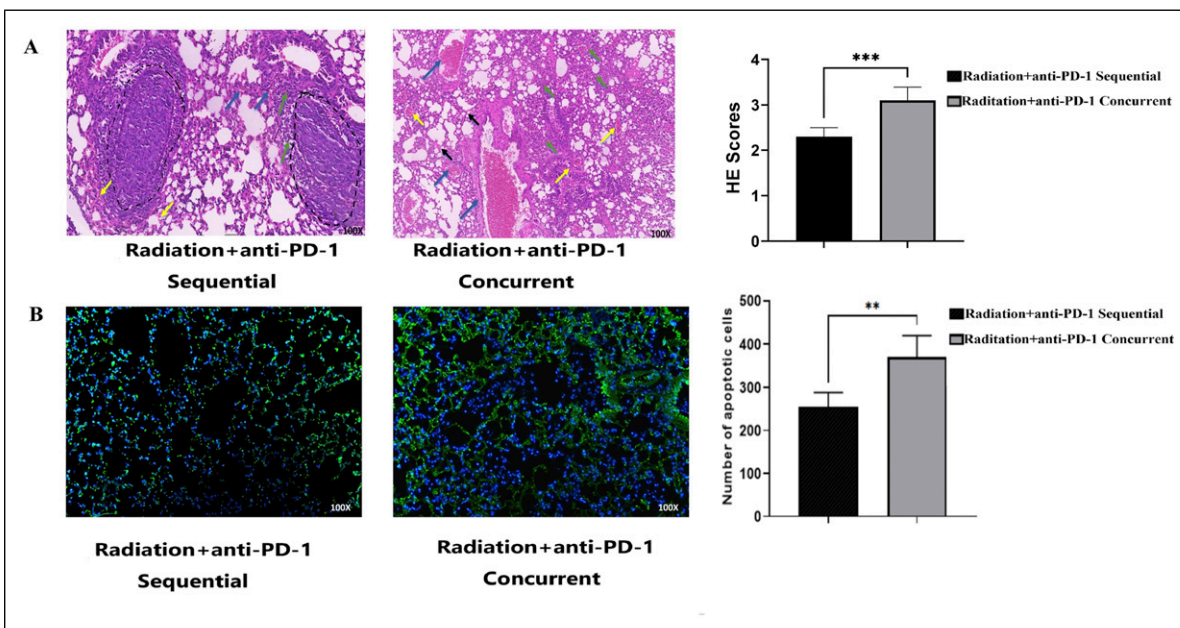 A
100X
100X
Radiation+anti-PD-1
Sequential
Radiation+anti-PD-1
Concurrent
HE Scores
4
3
2
1
0
***
Radiation+anti-PD-1 Sequential
Raditation+anti-PD-1 Concurrent
B
100X
100X
Radiation+anti-PD-1
Sequential
Radiation+anti-PD-1
Concurrent
Number of apoptotic cells
500
400
300
200
100
0
**
Radiation+anti-PD-1 Sequential
Raditation+anti-PD-1 Concurrent